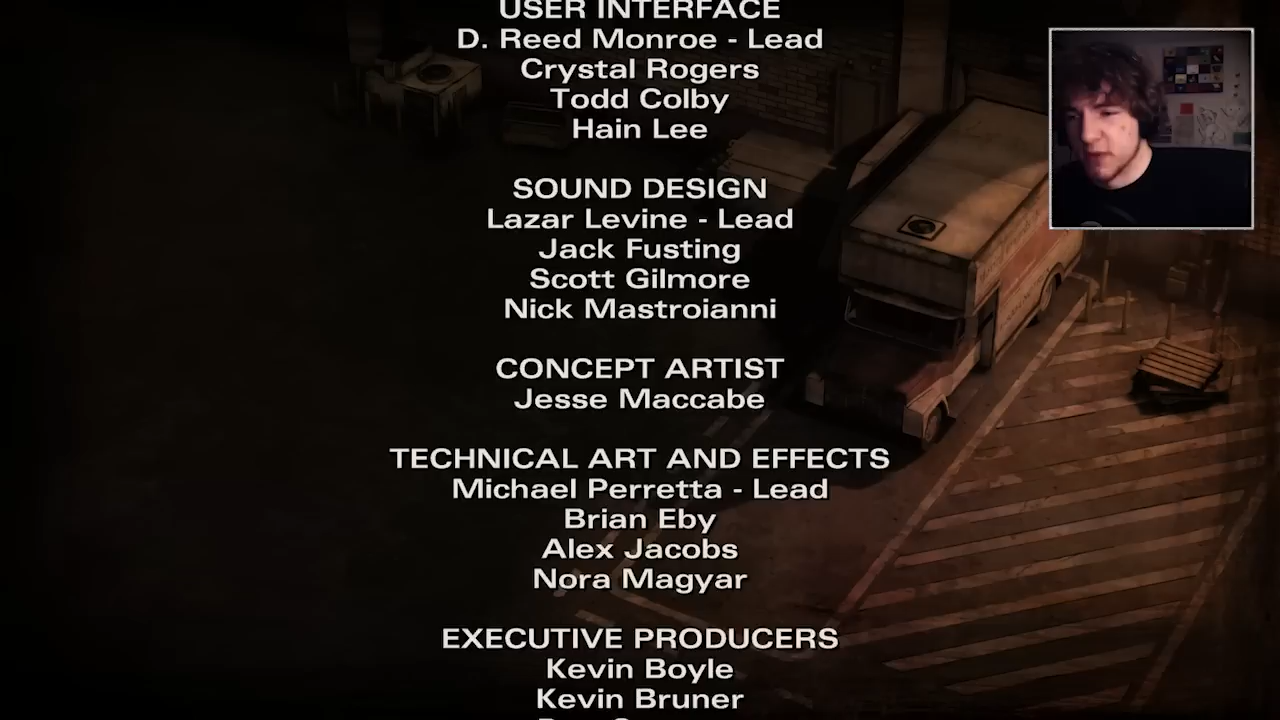 USER INTERFACE
D. Reed Monroe - Lead
Crystal Rogers
Todd Colby
Hain Lee
SOUND DESIGN
Lazar Levine - Lead
Jack Fusting
Scott Gilmore
Nick Mastroianni
CONCEPT ARTIST
Jesse Maccabe
TECHNICAL ART AND EFFECTS
Michael Perretta - Lead
Brian Eby
Alex Jacobs
Nora Magyar
EXECUTIVE PRODUCERS
Kevin Boyle
Kevin Bruner